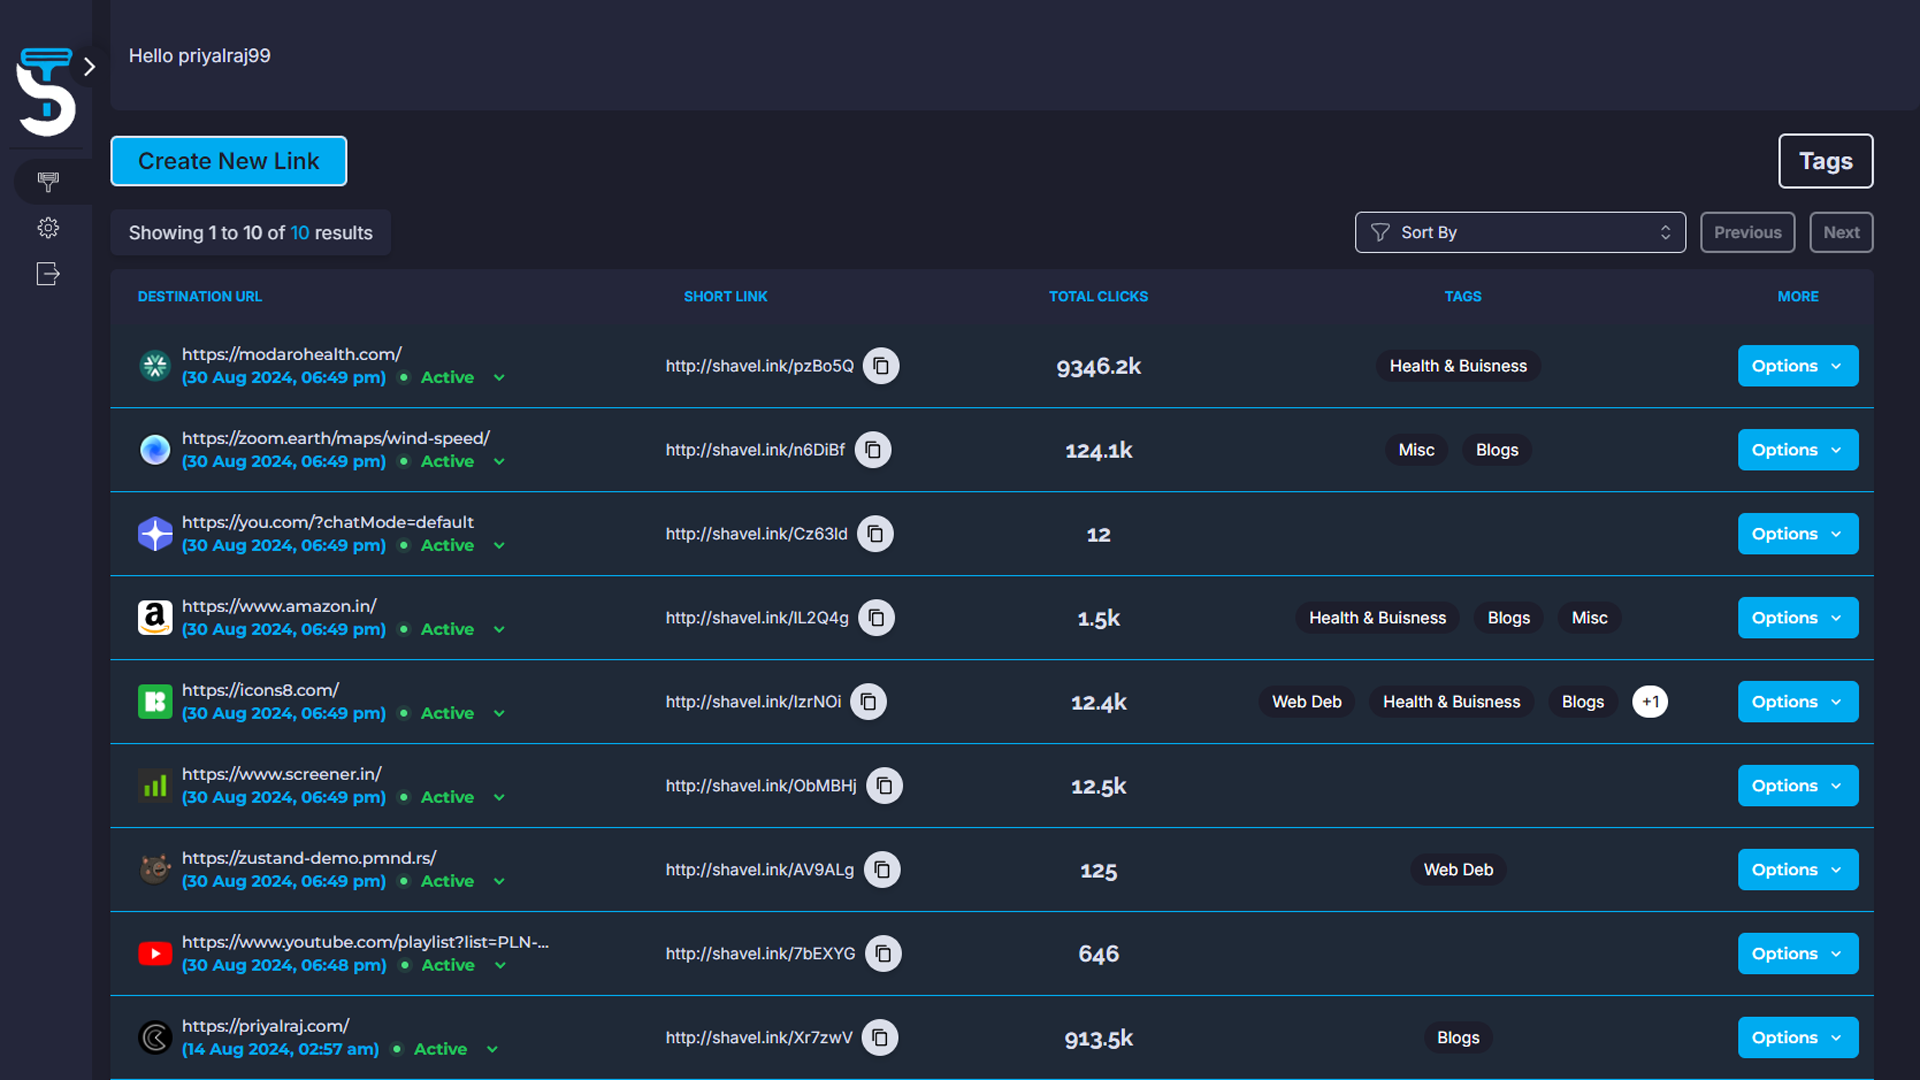 Hello priyalraj99
Create New Link
Tags
Showing 1 to 10 of 10 results
Sort By
Previous
Next
DESTINATION URL SHORT LINK TOTAL CLICKS TAGS MORE
https://modarohealth.com/
(30 Aug 2024, 06:49 pm) Active
http://shavel.ink/pzBo5Q 9346.2k Health & Buisness Options
https://zoom.earth/maps/wind-speed/
(30 Aug 2024, 06:49 pm) Active
http://shavel.ink/n6DiBf 124.1k Misc Blogs Options
https://you.com/?chatMode=default
(30 Aug 2024, 06:49 pm) Active
http://shavel.ink/Cz63ld 12 Options
https://www.amazon.in/
(30 Aug 2024, 06:49 pm) Active
http://shavel.ink/lL2Q4g 1.5k Health & Buisness Blogs Misc Options
https://icons8.com/
(30 Aug 2024, 06:49 pm) Active
http://shavel.ink/IzrNOi 12.4k Web Deb Health & Buisness Blogs +1 Options
https://www.screener.in/
(30 Aug 2024, 06:49 pm) Active
http://shavel.ink/ObMBHj 12.5k Options
https://zustand-demo.pmnd.rs/
(30 Aug 2024, 06:49 pm) Active
http://shavel.ink/AV9ALg 125 Web Deb Options
https://www.youtube.com/playlist?list=PLN-...
(30 Aug 2024, 06:48 pm) Active
http://shavel.ink/7bEXYG 646 Options
https://priyalraj.com/
(14 Aug 2024, 02:57 am) Active
http://shavel.ink/Xr7zwV 913.5k Blogs Options